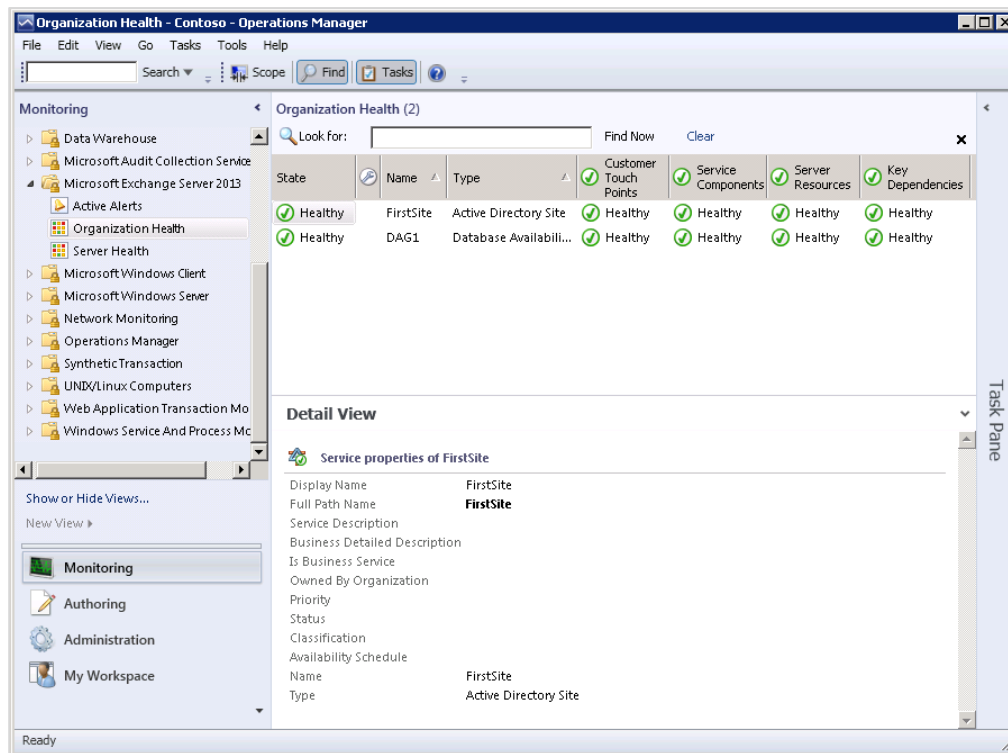 Organization Health - Contoso - Operations Manager
File Edit View Go Tasks Tools Help
Search Scope Find Tasks
Monitoring
Data Warehouse
Microsoft Audit Collection Service
Microsoft Exchange Server 2013
Active Alerts
Organization Health
Server Health
Microsoft Windows Client
Microsoft Windows Server
Network Monitoring
Operations Manager
Synthetic Transaction
UNIX/Linux Computers
Web Application Transaction Mo
Windows Service And Process Mc
Show or Hide Views...
New View
Monitoring
Authoring
Administration
My Workspace
Organization Health (2)
Look for: Find Now Clear
State Name Type Customer Touch Points Service Components Server Resources Key Dependencies
Healthy FirstSite Active Directory Site Healthy Healthy Healthy Healthy
Healthy DAG1 Database Availabili... Healthy Healthy Healthy Healthy
Detail View
Service properties of FirstSite
Display Name FirstSite
Full Path Name FirstSite
Service Description
Business Detailed Description
Is Business Service
Owned By Organization
Priority
Status
Classification
Availability Schedule
Name FirstSite
Type Active Directory Site
Task Pane
Ready